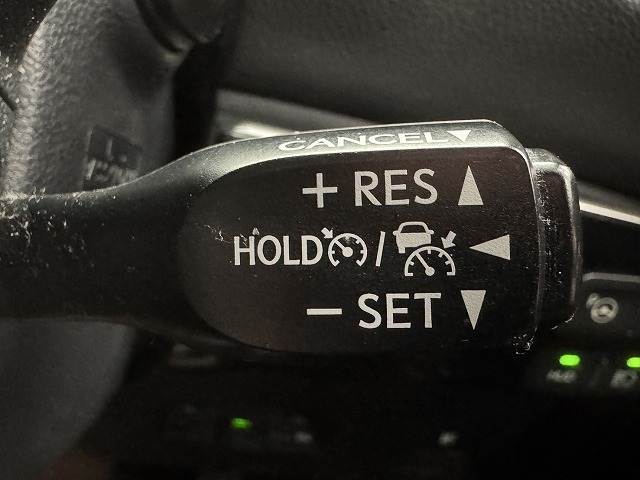 CANCEL
+ RES
HOLD /
− SET